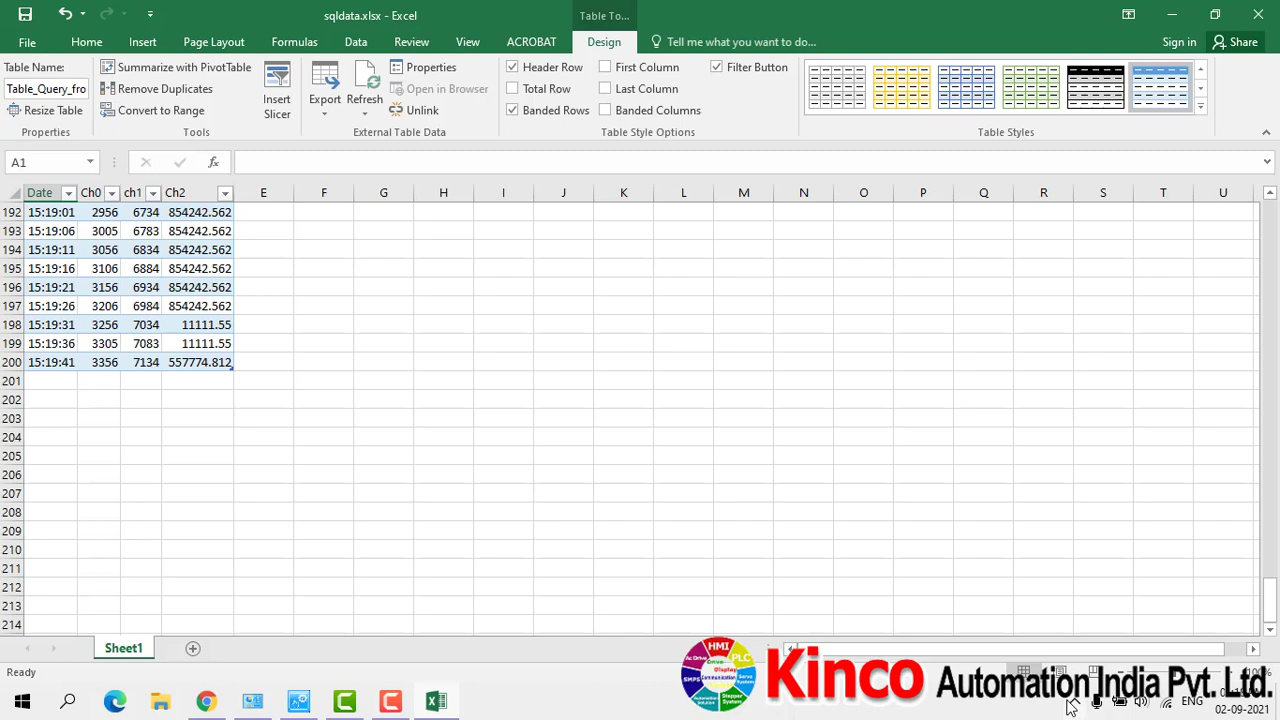 sqldata.xlsx - Excel
Table To...
File Home Insert Page Layout Formulas Data Review View ACROBAT Design Tell me what you want to do... Sign in Share
Table Name:
Table_Query_fro
Resize Table
Properties
Summarize with PivotTable
Remove Duplicates
Convert to Range
Tools
Insert Slicer
Export
Refresh
Properties
Open in Browser
Unlink
External Table Data
Header Row First Column Filter Button
Total Row Last Column
Banded Rows Banded Columns
Table Style Options
Table Styles
A1 fx
Date Ch0 ch1 Ch2 E F G H I J K L M N O P Q R S T U
192 15:19:01 2956 6734 854242.562
193 15:19:06 3005 6783 854242.562
194 15:19:11 3056 6834 854242.562
195 15:19:16 3106 6884 854242.562
196 15:19:21 3156 6934 854242.562
197 15:19:26 3206 6984 854242.562
198 15:19:31 3256 7034 11111.55
199 15:19:36 3305 7083 11111.55
200 15:19:41 3356 7134 557774.812
201
202
203
204
205
206
207
208
209
210
211
212
213
214
Sheet1
Ready
HMI
PLC
Kinco Automation India Pvt. Ltd.
ENG
02-09-2021